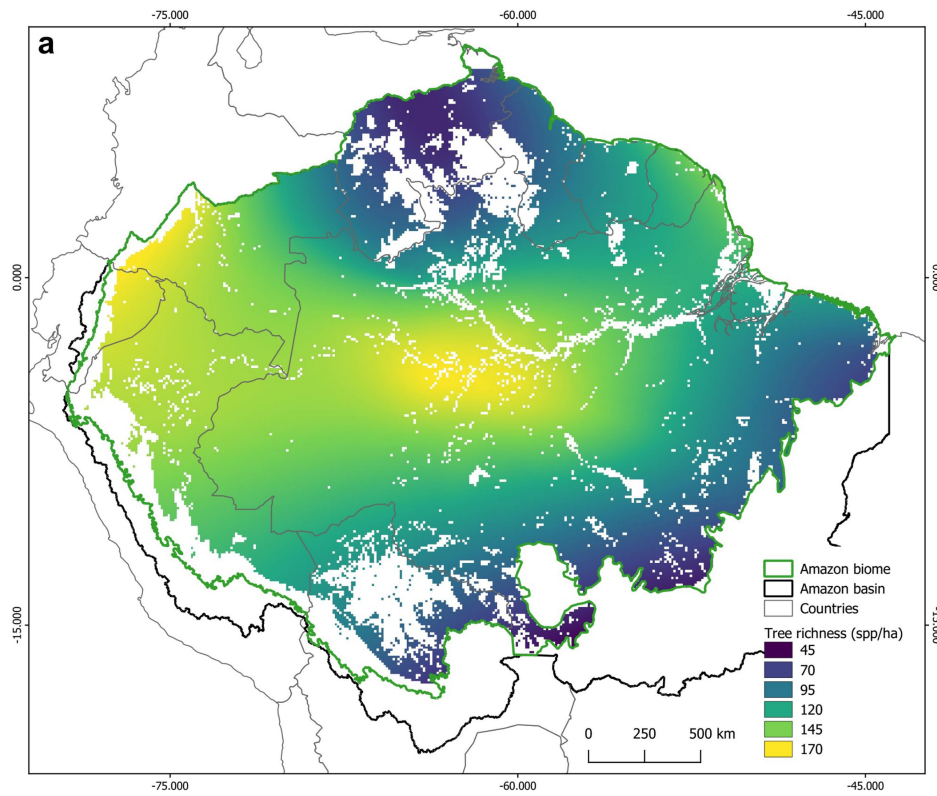 -75.000 -60.000 -45.000
a
0.000 0.000
-15.000 -15.000
Amazon biome
Amazon basin
Countries
Tree richness (spp/ha)
45
70
95
120
145
170
0 250 500 km
-75.000 -60.000 -45.000